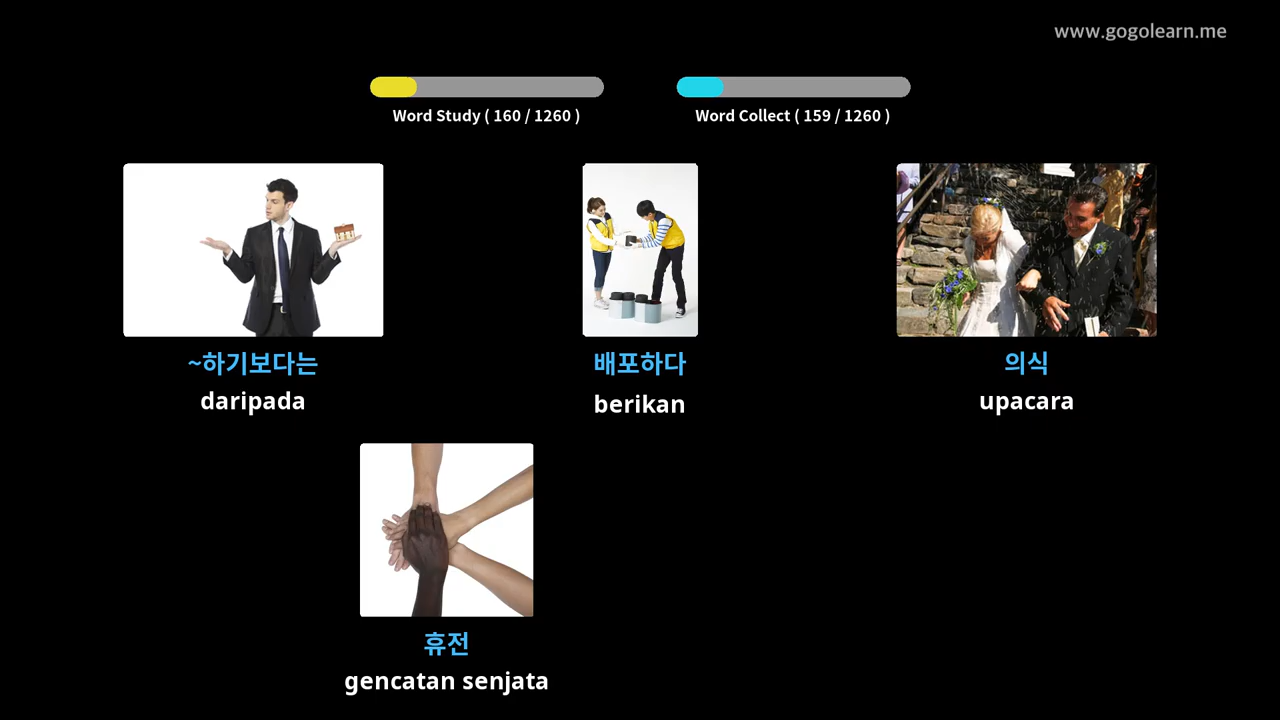 www.gogolearn.me
Word Study ( 160 / 1260 )
Word Collect ( 159 / 1260 )
~하기보다는
daripada
배포하다
berikan
의식
upacara
휴전
gencatan senjata